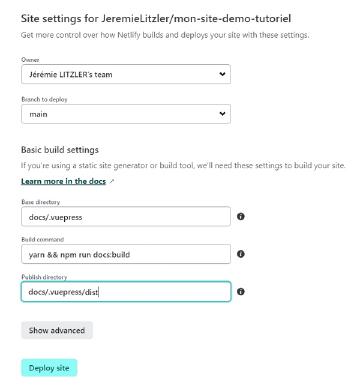 Site settings for JeremieLitzler/mon-site-demo-tutoriel
Get more control over how Netlify builds and deploys your site with these settings.
Owner
Jérémie LITZLER's team
Branch to deploy
main
Basic build settings
If you're using a static site generator or build tool, we'll need these settings to build your site.
Learn more in the docs ↗
Base directory
docs/.vuepress
Build command
yarn && npm run docs:build
Publish directory
docs/.vuepress/dist
Show advanced
Deploy site